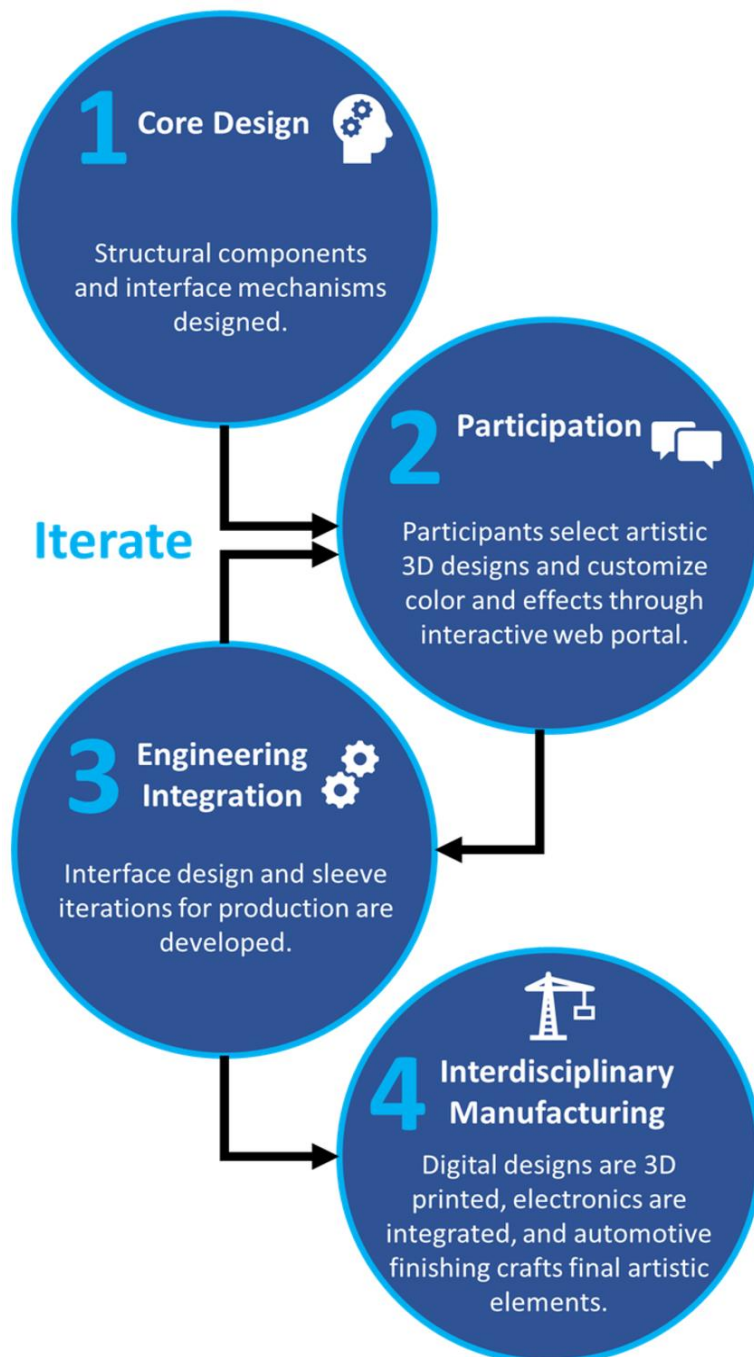 1 Core Design
Structural components
and interface mechanisms
designed.
2 Participation
Participants select artistic
3D designs and customize
color and effects through
interactive web portal.
Iterate
3 Engineering
Integration
Interface design and sleeve
iterations for production are
developed.
4 Interdisciplinary
Manufacturing
Digital designs are 3D
printed, electronics are
integrated, and automotive
finishing crafts final artistic
elements.